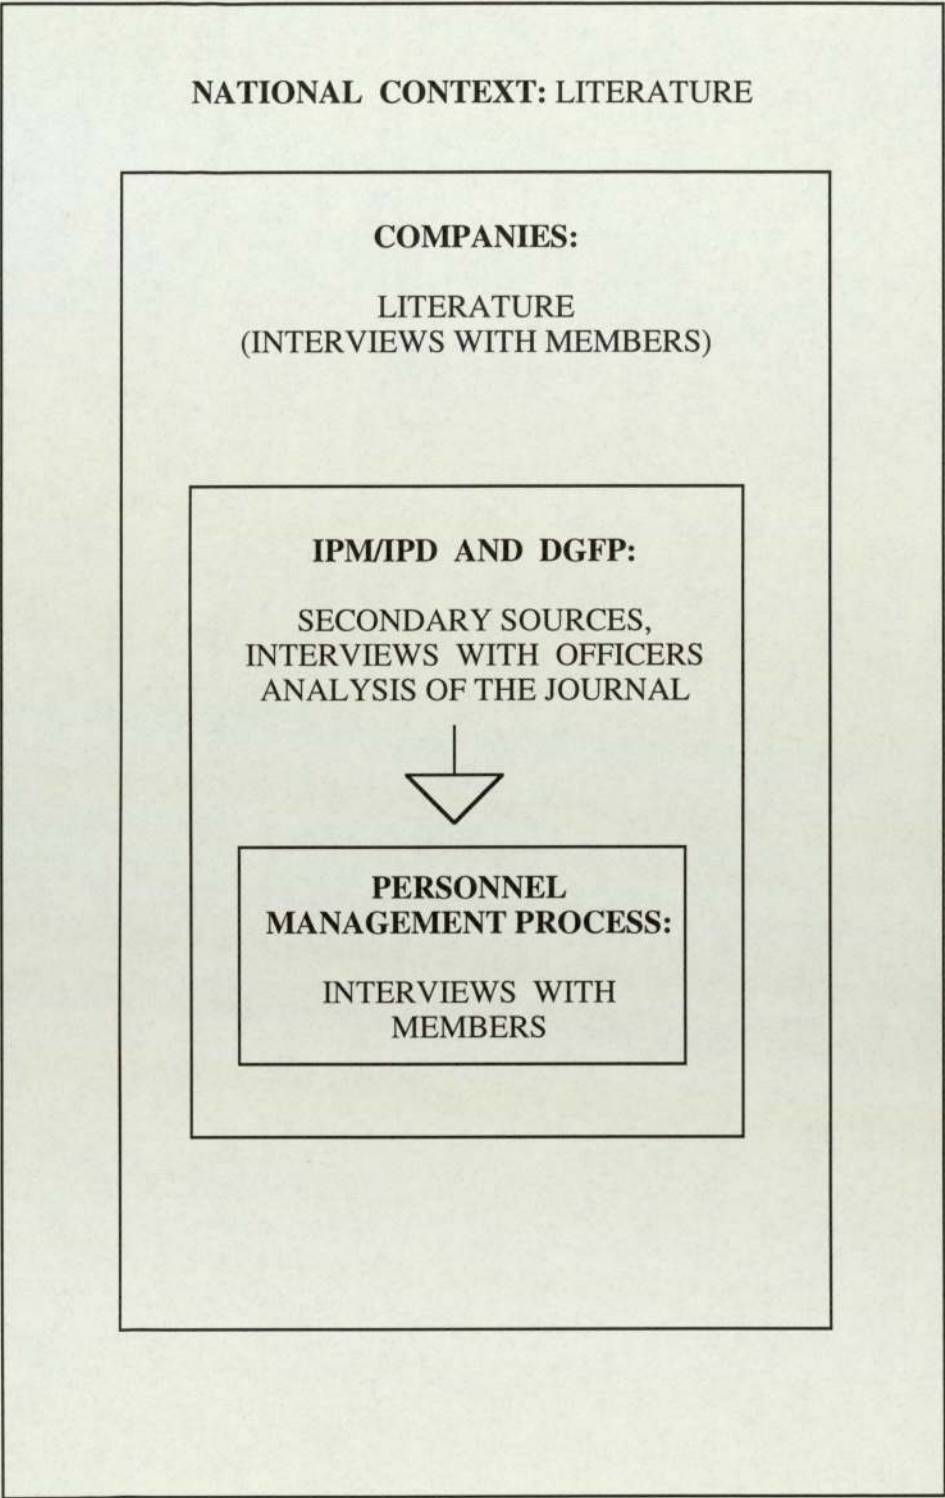 NATIONAL CONTEXT: LITERATURE
COMPANIES:
LITERATURE
(INTERVIEWS WITH MEMBERS)
IPM/IPD AND DGFP:
SECONDARY SOURCES,
INTERVIEWS WITH OFFICERS
ANALYSIS OF THE JOURNAL
PERSONNEL
MANAGEMENT PROCESS:
INTERVIEWS WITH
MEMBERS